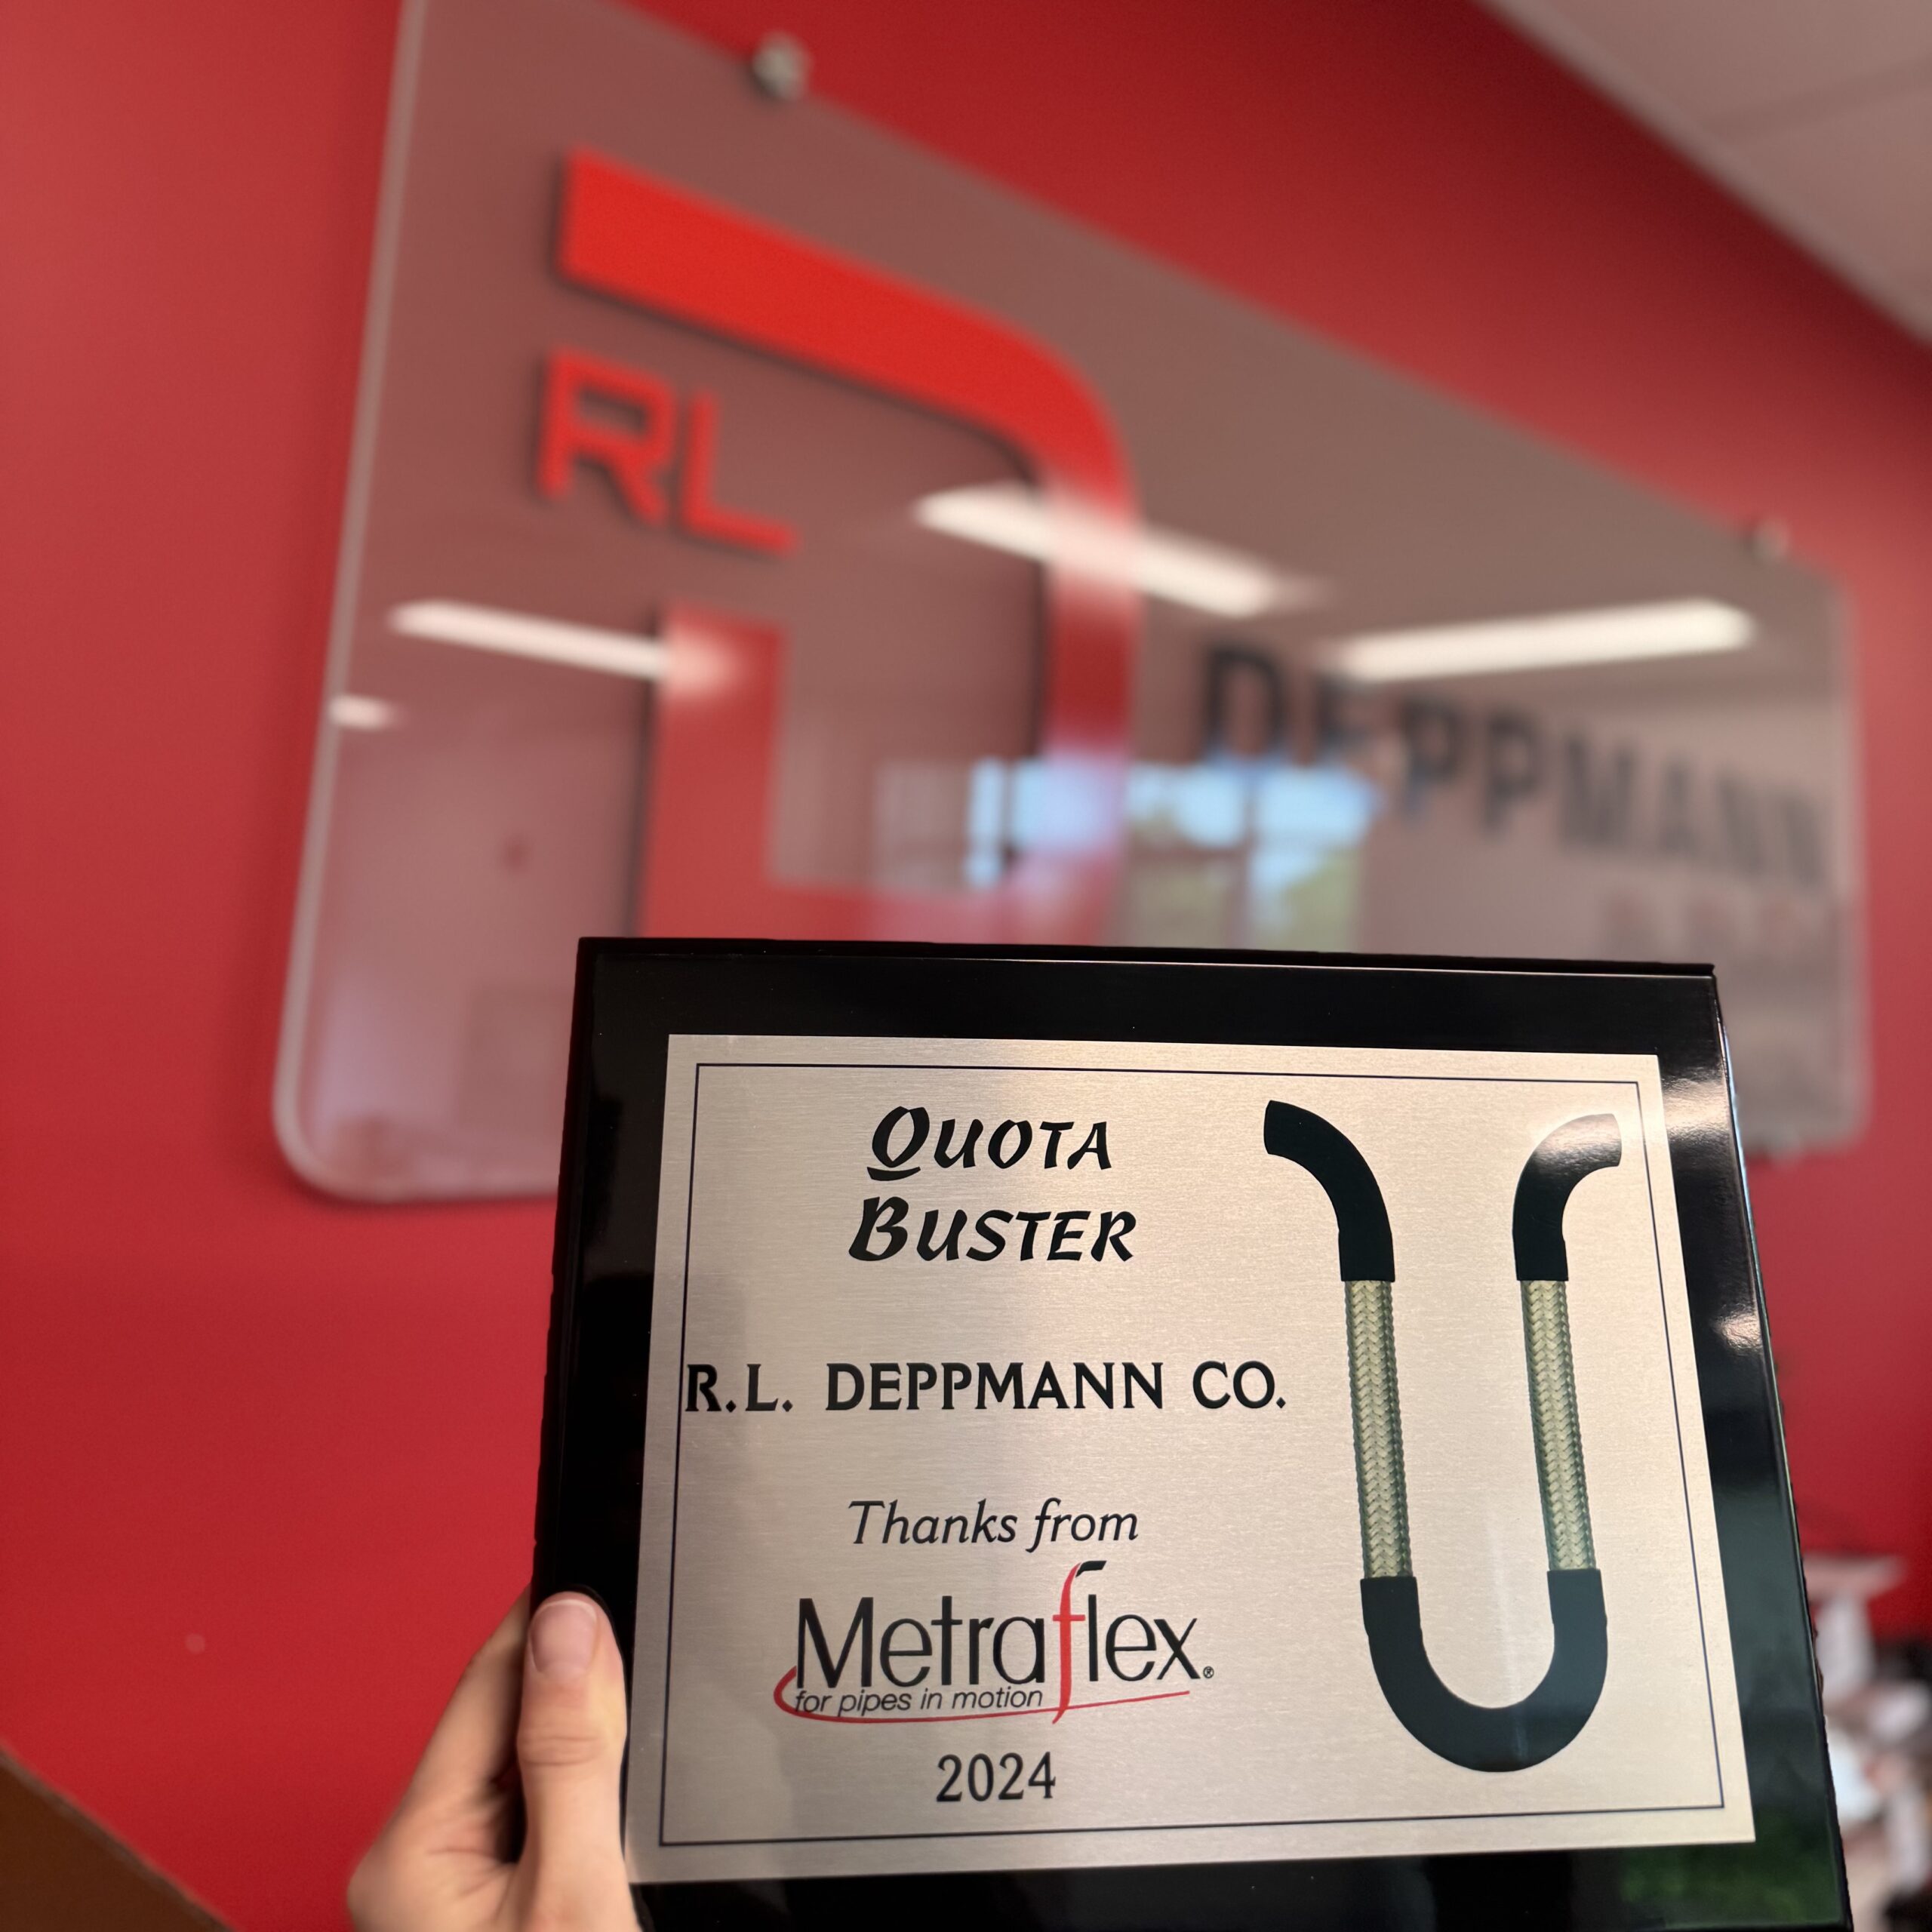 RL
DEPPMANN
QUOTA
BUSTER
R.L. DEPPMANN CO.
Thanks from
Metraflex®
for pipes in motion
2024